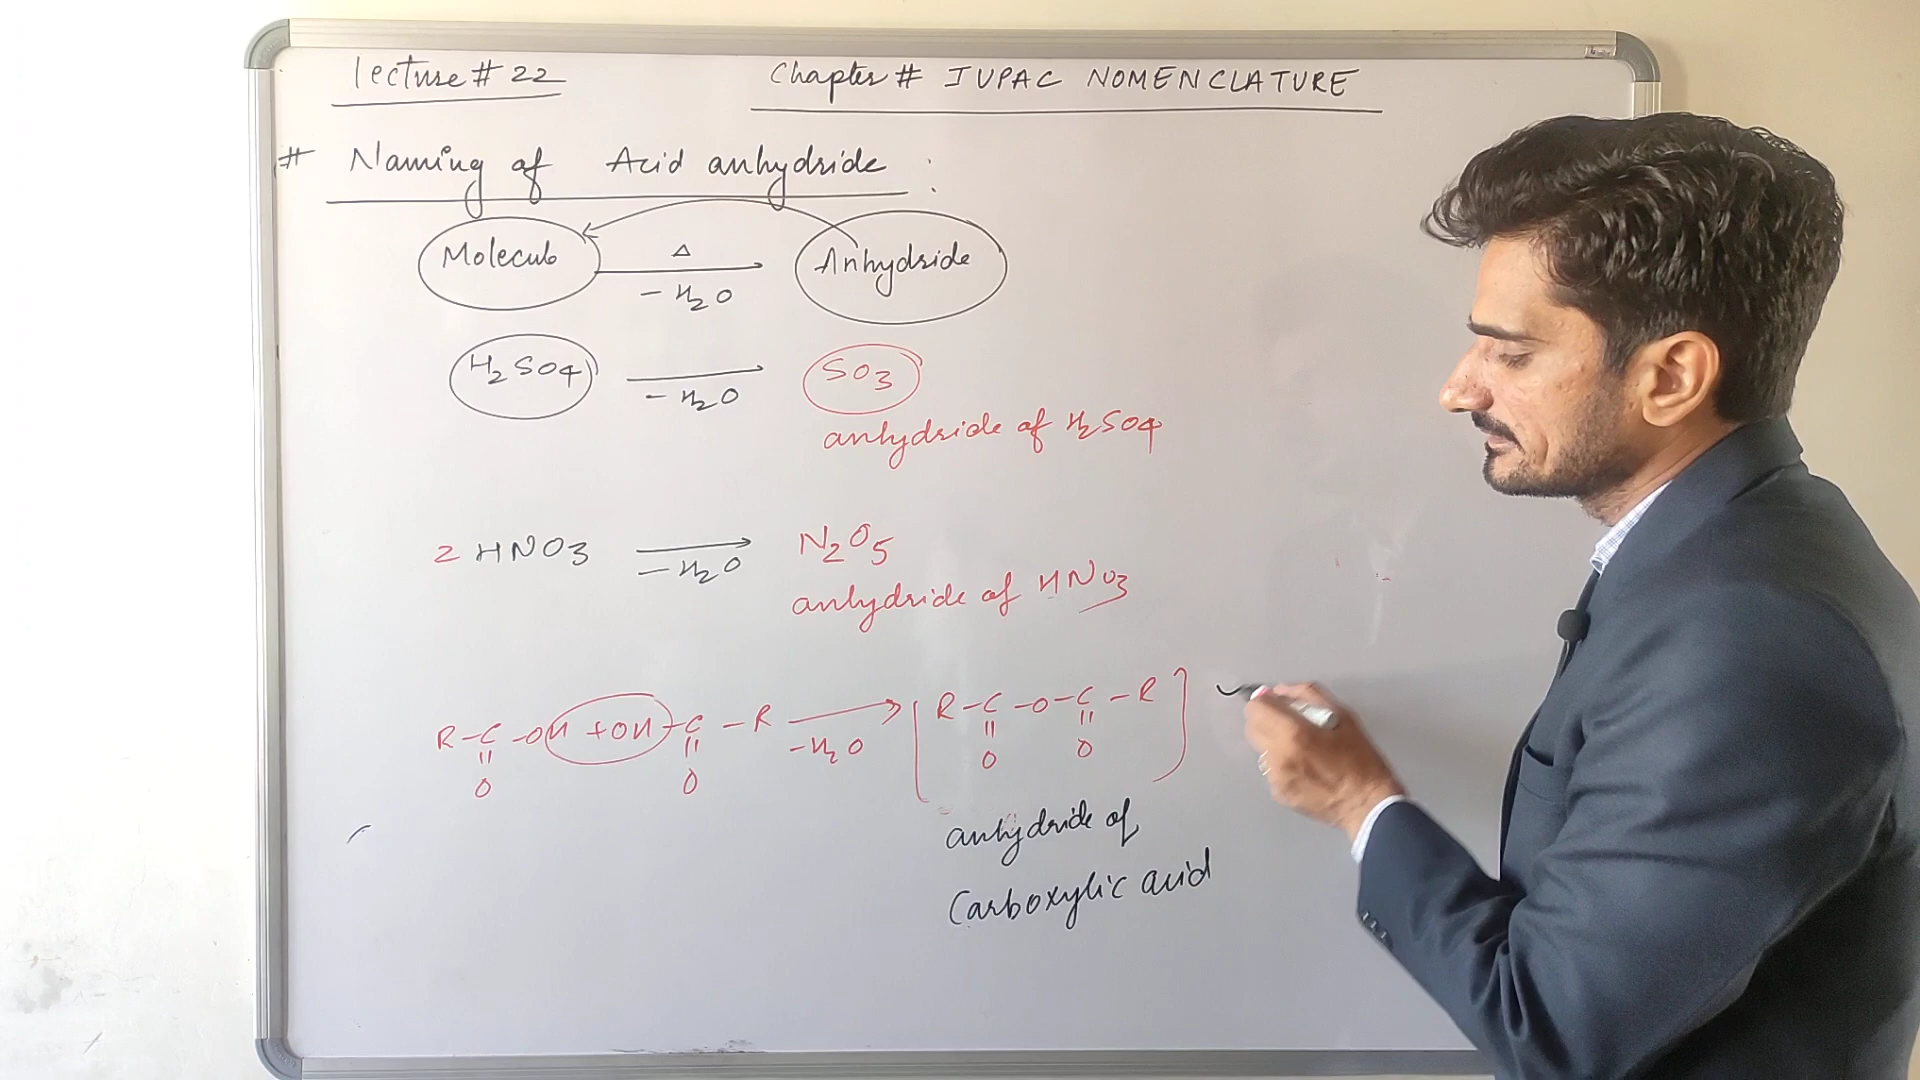 Lecture # 22
Chapter # IUPAC NOMENCLATURE
# Naming of Acid anhydride :
Molecule Δ Anhydride
- H2O
H2SO4 SO3
- H2O
anhydride of H2SO4
2 HNO3 N2O5
- H2O
anhydride of HNO3
R-C-OH + OH-C-R R-C-O-C-R
-H2O
O O O O
anhydride of
Carboxylic acid